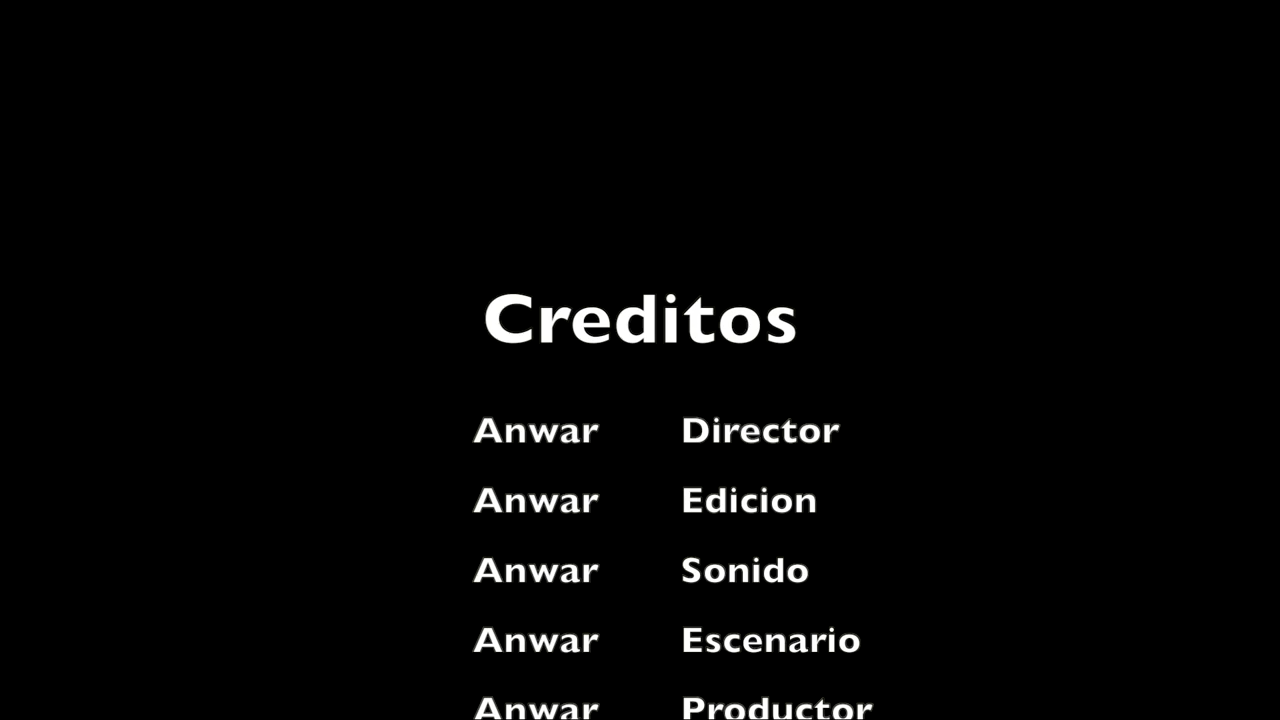 Creditos
Anwar Director
Anwar Edicion
Anwar Sonido
Anwar Escenario
Anwar Productor